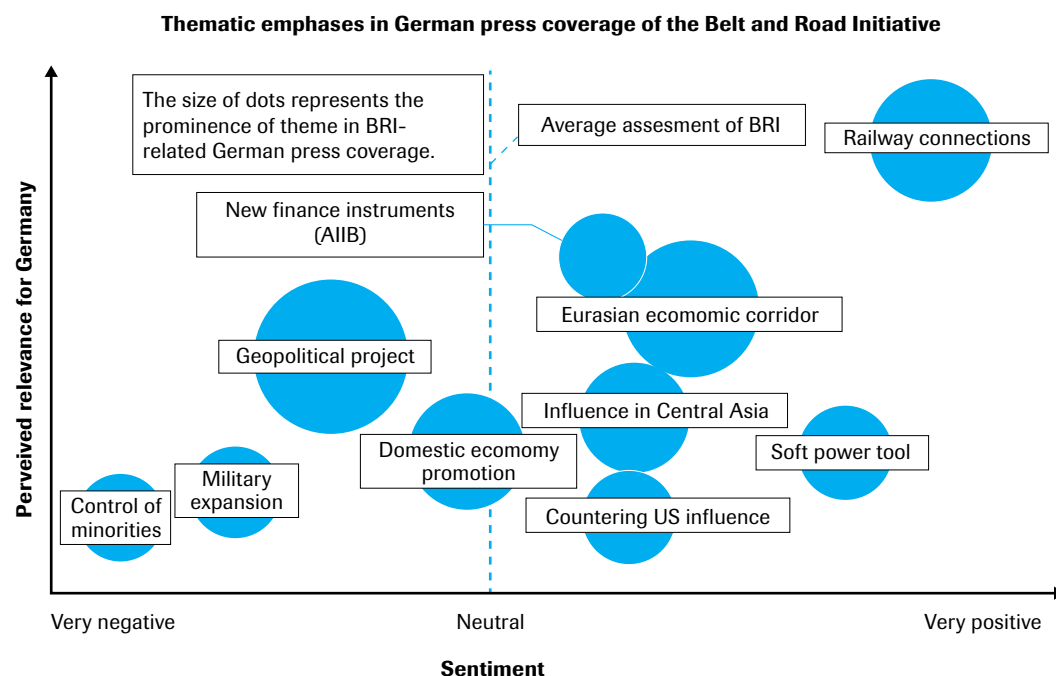 Thematic emphases in German press coverage of the Belt and Road Initiative
The size of dots represents the
prominence of theme in BRI-
related German press coverage.
Average assesment of BRI
Railway connections
New finance instruments
(AIIB)
Eurasian ecomomic corridor
Geopolitical project
Influence in Central Asia
Domestic ecomomy
promotion
Soft power tool
Military
expansion
Control of
minorities
Countering US influence
Perveived relevance for Germany
Very negative
Neutral
Very positive
Sentiment